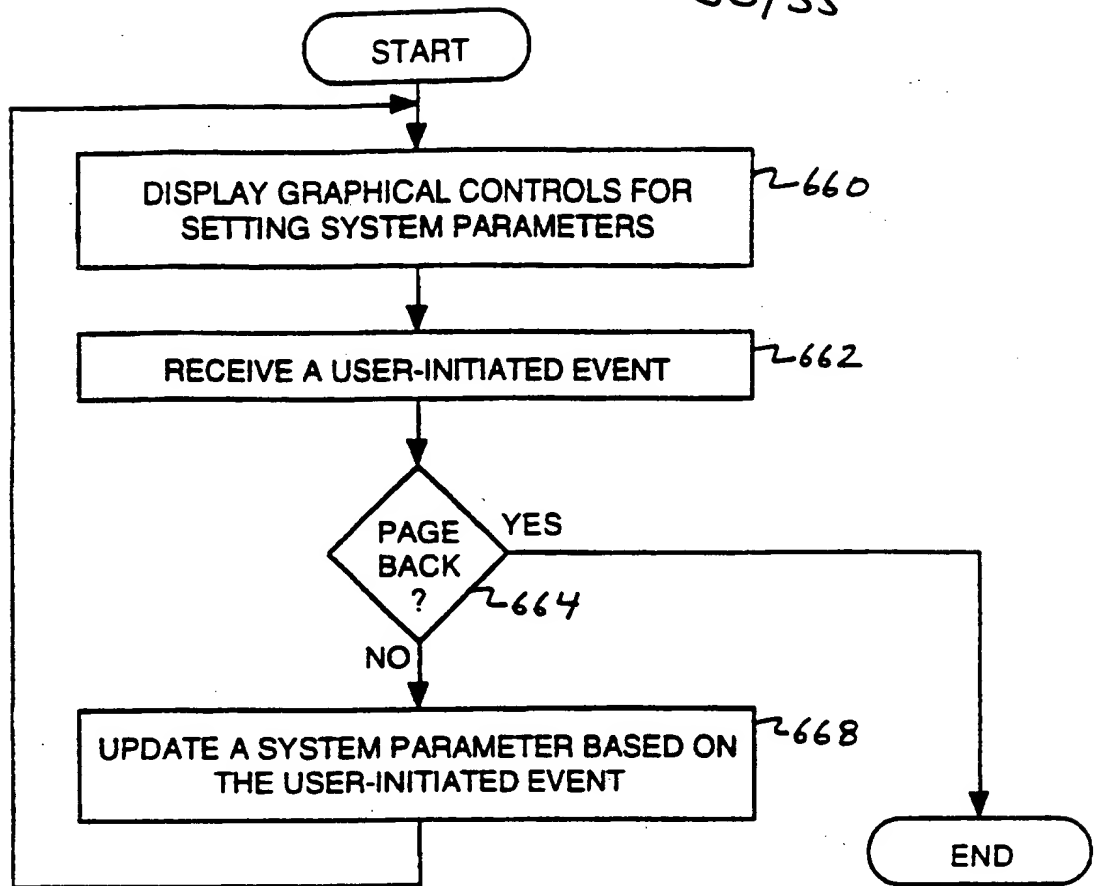 START
DISPLAY GRAPHICAL CONTROLS FOR
SETTING SYSTEM PARAMETERS
660
RECEIVE A USER-INITIATED EVENT
662
PAGE
BACK
?
YES
664
NO
UPDATE A SYSTEM PARAMETER BASED ON
THE USER-INITIATED EVENT
668
END